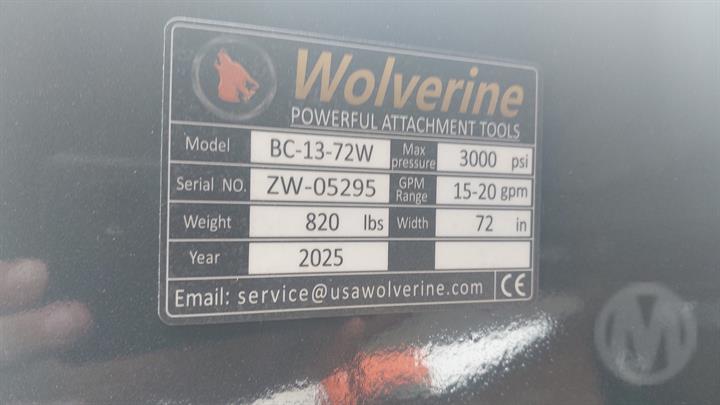 Wolverine
POWERFUL ATTACHMENT TOOLS
Model BC-13-72W Max pressure 3000 psi
Serial NO. ZW-05295 GPM Range 15-20 gpm
Weight 820 lbs Width 72 in
Year 2025
Email: service@usawolverine.com CE
M